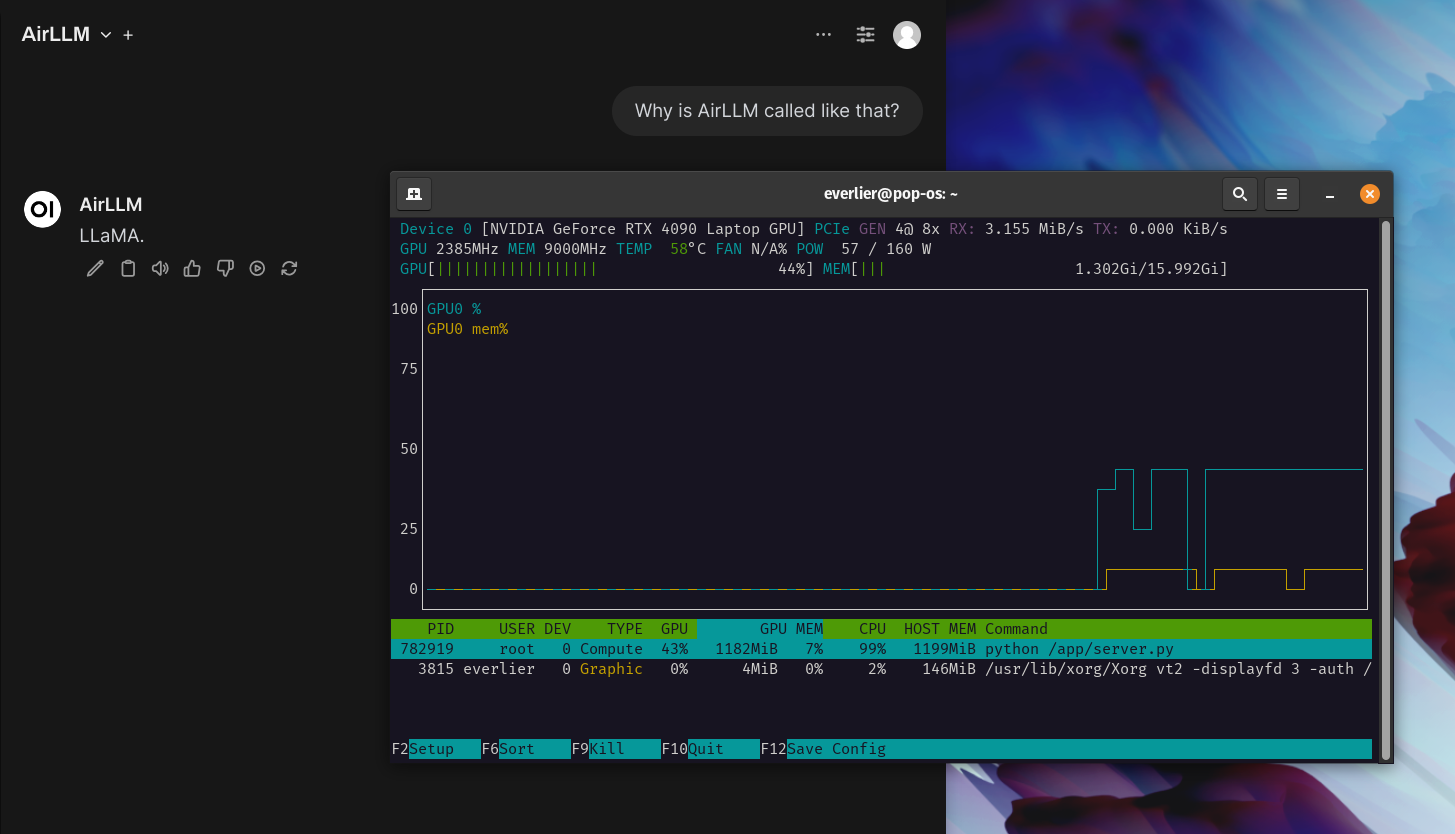 AirLLM
Why is AirLLM called like that?
OI AirLLM
LLaMA.
everlier@pop-os: ~
Device 0 [NVIDIA GeForce RTX 4090 Laptop GPU] PCIe GEN 4@ 8x RX: 3.155 MiB/s TX: 0.000 KiB/s
GPU 2385MHz MEM 9000MHz TEMP 58°C FAN N/A% POW 57 / 160 W
GPU[||||||||||||||||||44%] MEM[|||1.302Gi/15.992Gi]
100 GPU0 %
GPU0 mem%
75
50
25
0
PID USER DEV TYPE GPU GPU MEM CPU HOST MEM Command
782919 root 0 Compute 43% 1182MiB 7% 99% 1199MiB python /app/server.py
3815 everlier 0 Graphic 0% 4MiB 0% 2% 146MiB /usr/lib/xorg/Xorg vt2 -displayfd 3 -auth /
F2Setup F6Sort F9Kill F10Quit F12Save Config